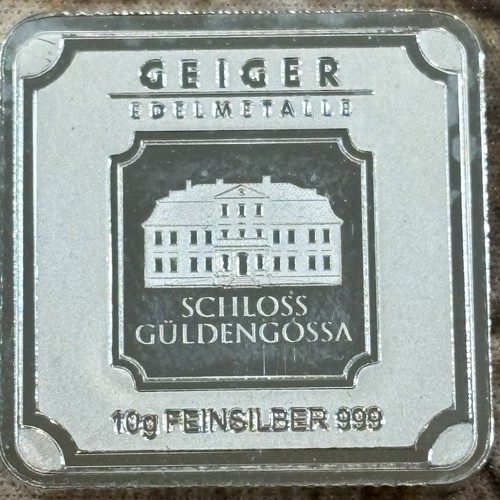 GEIGER
EDELMETALLE
SCHLOSS
GÜLDENGOSSA
10g FEINSILBER 999